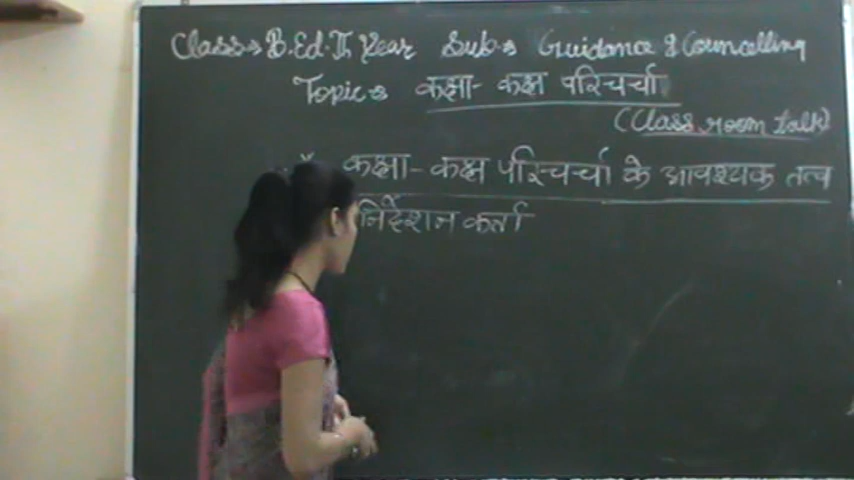 Class→ B.Ed. II Year Sub.→ Guidance & Councelling
Topic→ कक्षा- कक्ष परिचर्चा
(Class room talk)
कक्षा-कक्ष परिचर्चा के आवश्यक तत्व
निर्देशन कर्ता